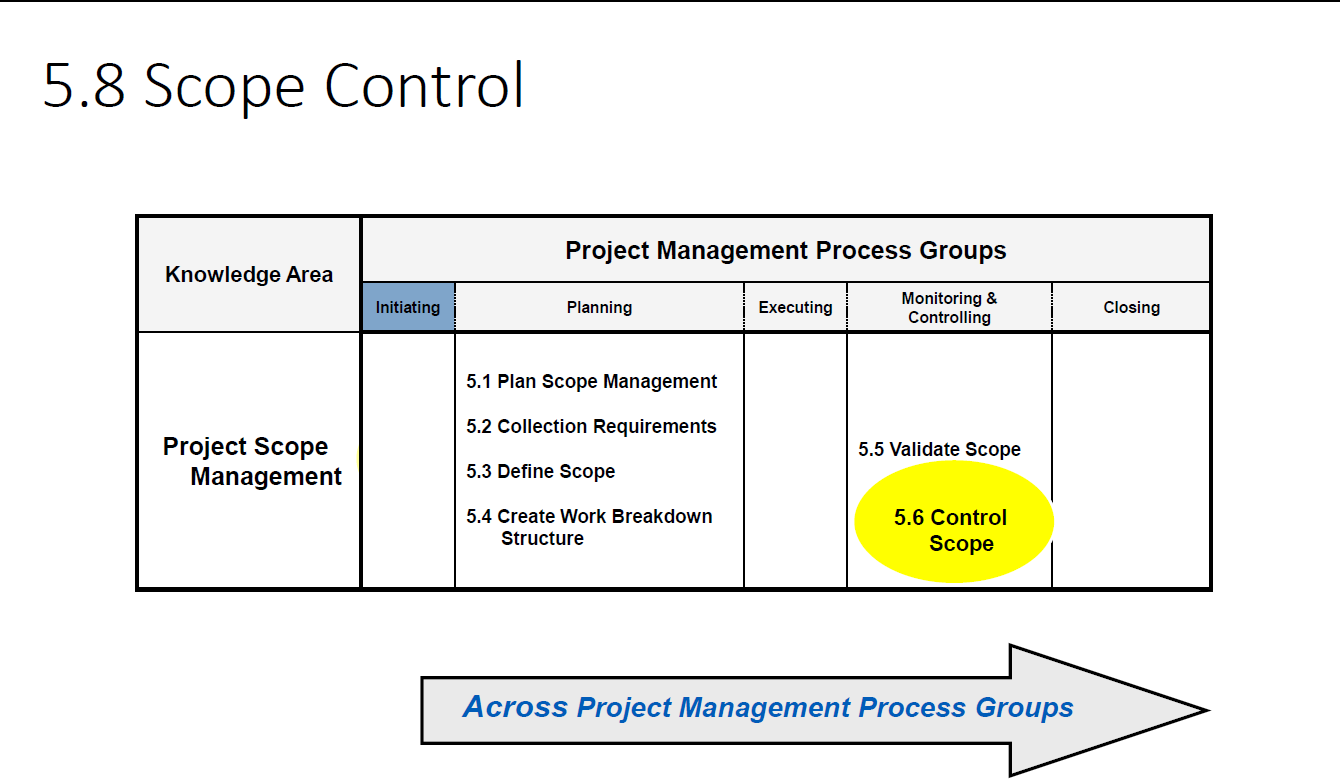 5.8 Scope Control
Knowledge Area
Project Management Process Groups
Initiating
Planning
Executing
Monitoring &
Controlling
Closing
Project Scope
Management
5.1 Plan Scope Management
5.2 Collection Requirements
5.3 Define Scope
5.4 Create Work Breakdown
Structure
5.5 Validate Scope
5.6 Control
Scope
Across Project Management Process Groups